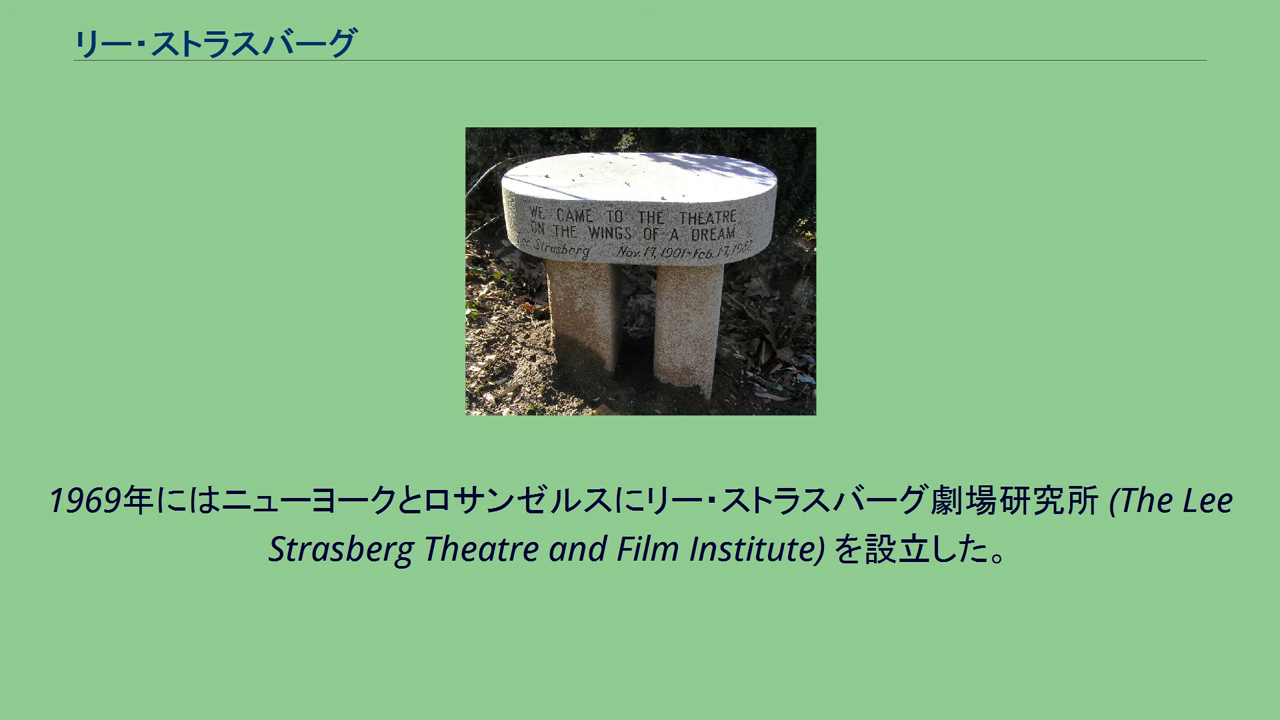 リー・ストラスバーグ
WE CAME TO THE THEATRE
ON THE WINGS OF A DREAM
Lee Strasberg Nov. 17, 1901-Feb. 17, 1982
1969年にはニューヨークとロサンゼルスにリー・ストラスバーグ劇場研究所 (The Lee
Strasberg Theatre and Film Institute) を設立した。